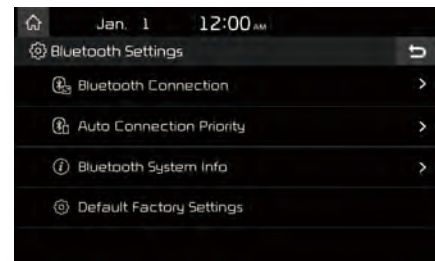 Jan. 1 12:00 AM
Bluetooth Settings
Bluetooth Connection
Auto Connection Priority
Bluetooth System Info
Default Factory Settings